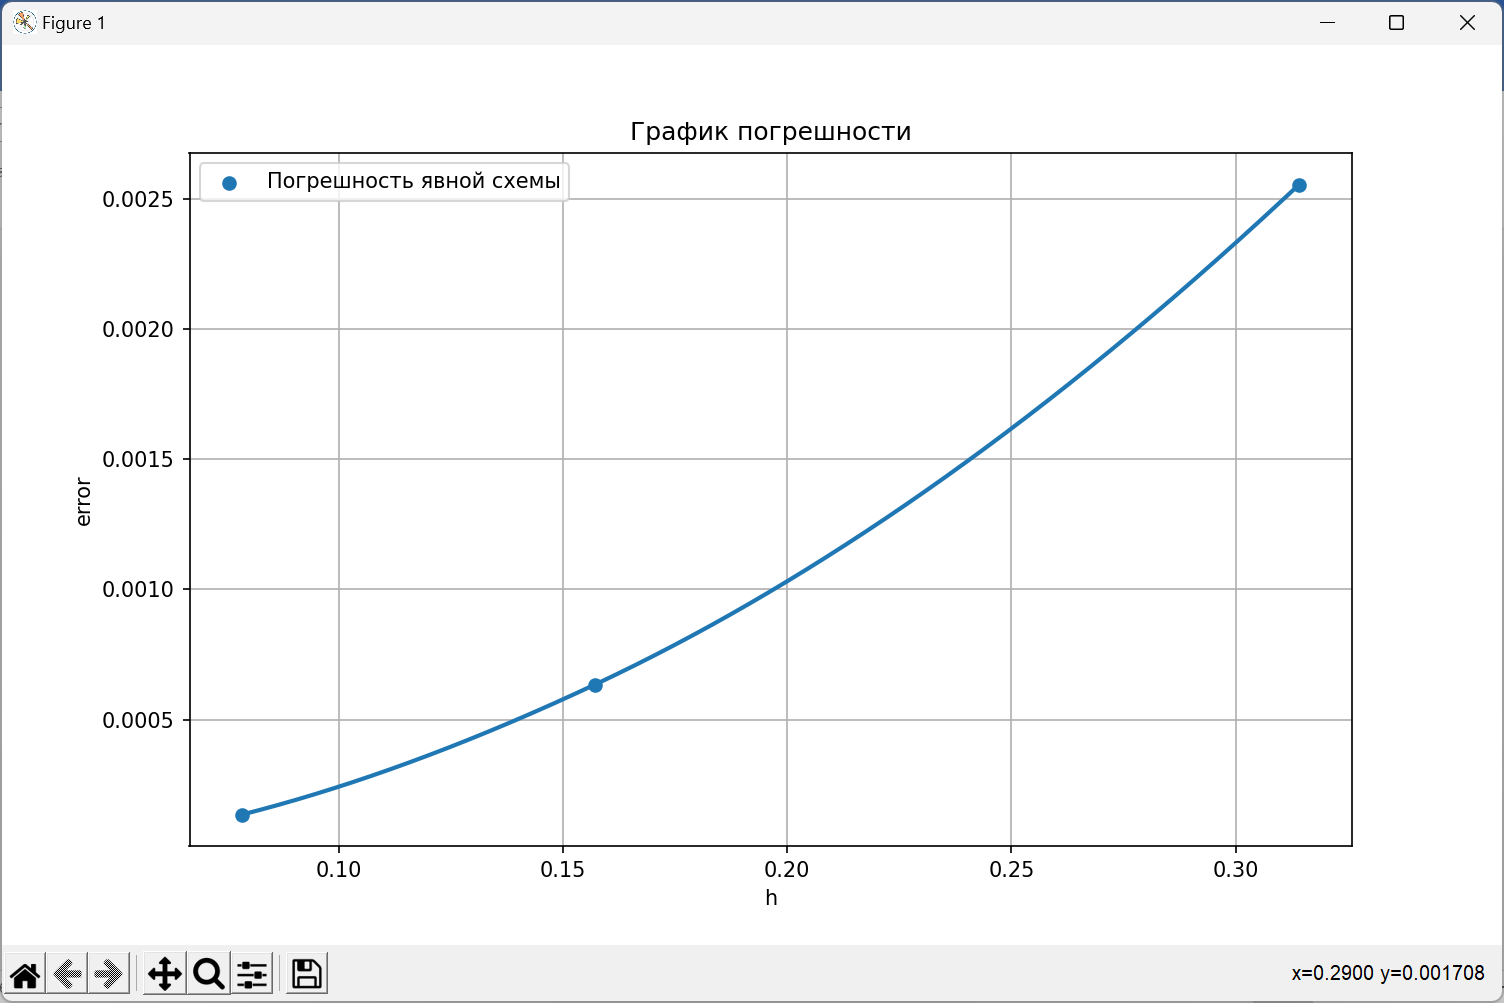 Figure 1
График погрешности
Погрешность явной схемы
0.0025
0.0020
0.0015
0.0010
0.0005
error
0.10 0.15 0.20 0.25 0.30
h
x=0.2900 y=0.001708